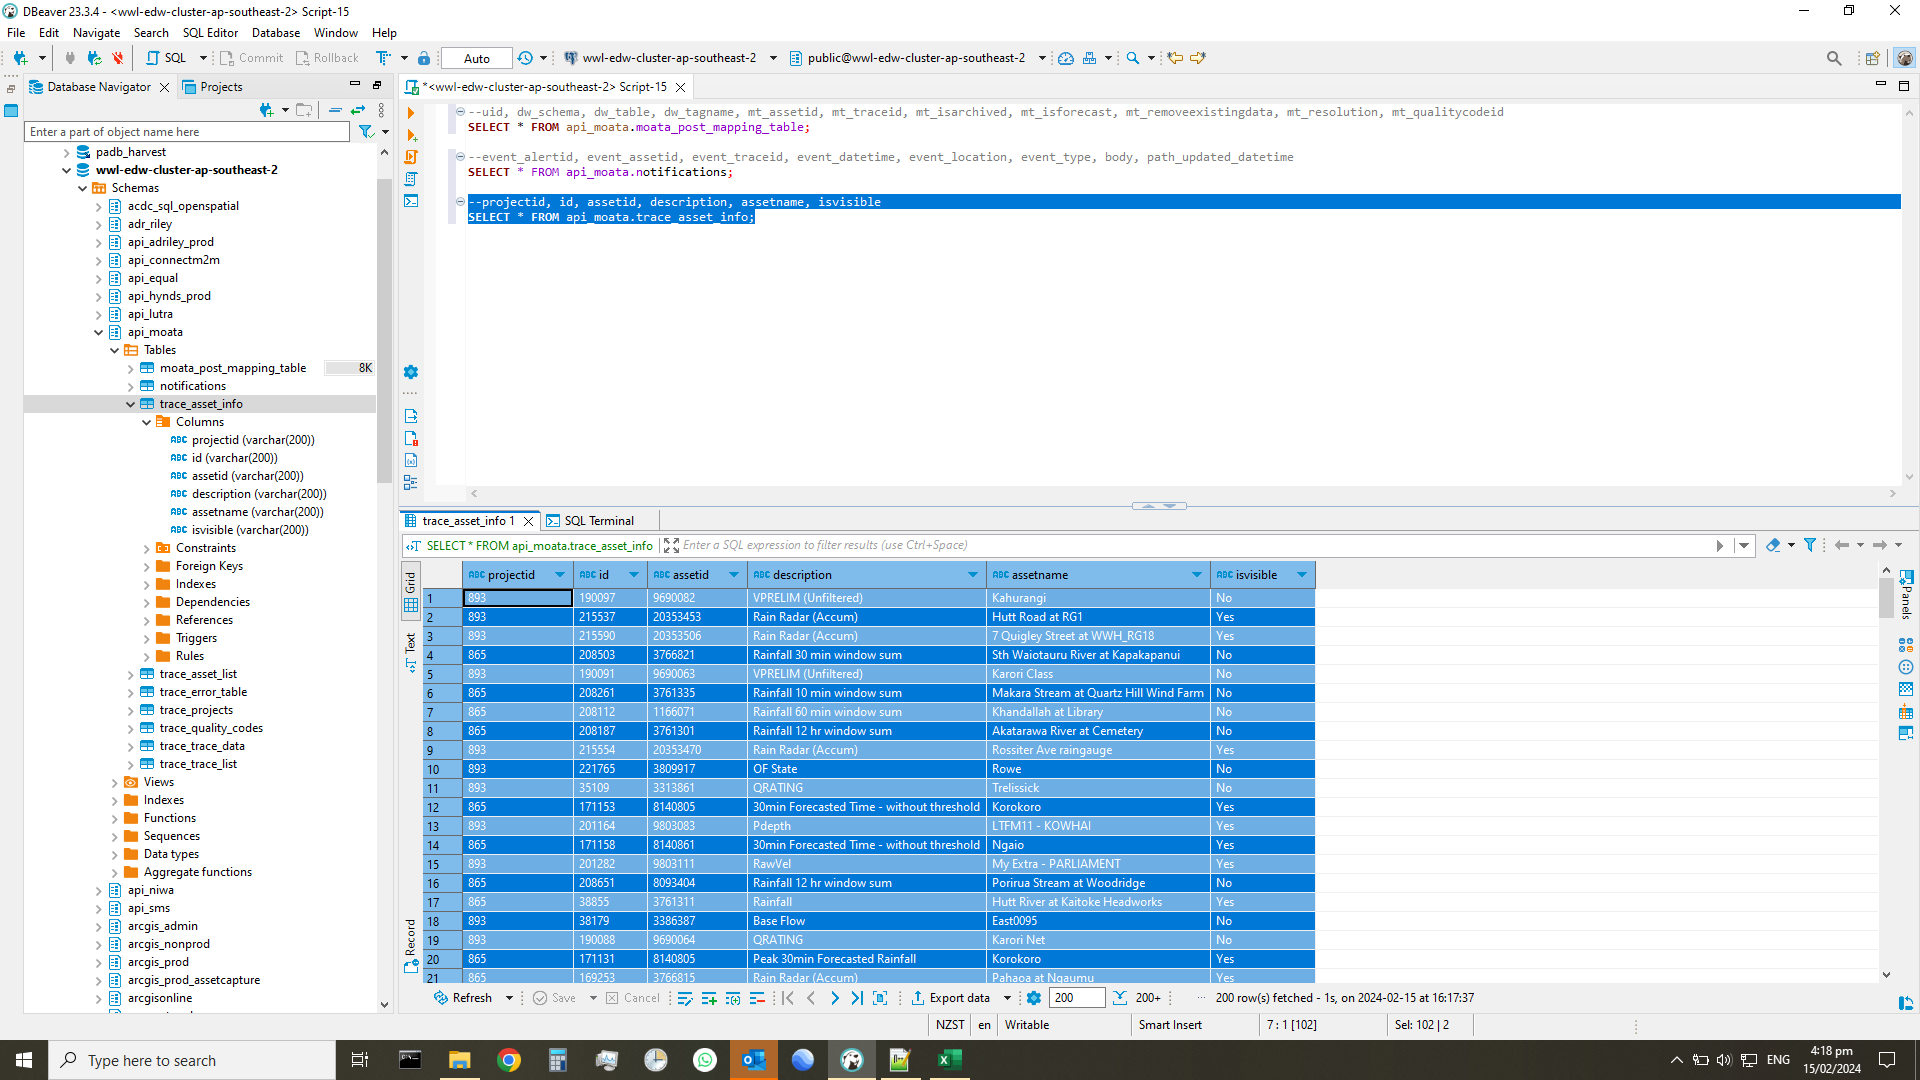 DBeaver 23.3.4 - <wwl-edw-cluster-ap-southeast-2> Script-15
File Edit Navigate Search SQL Editor Database Window Help
SQL Commit Rollback Auto wwl-edw-cluster-ap-southeast-2 public@wwl-edw-cluster-ap-southeast-2
Database Navigator Projects
Enter a part of object name here
padb_harvest
wwl-edw-cluster-ap-southeast-2
Schemas
acdc_sql_openspatial
adr_riley
api_adriley_prod
api_connectm2m
api_equal
api_hynds_prod
api_lutra
api_moata
Tables
moata_post_mapping_table 8K
notifications
trace_asset_info
Columns
projectid (varchar(200))
id (varchar(200))
assetid (varchar(200))
description (varchar(200))
assetname (varchar(200))
isvisible (varchar(200))
Constraints
Foreign Keys
Indexes
Dependencies
References
Triggers
Rules
trace_asset_list
trace_error_table
trace_projects
trace_quality_codes
trace_trace_data
trace_trace_list
Views
Indexes
Functions
Sequences
Data types
Aggregate functions
api_niwa
api_sms
arcgis_admin
arcgis_nonprod
arcgis_prod
arcgis_prod_assetcapture
arcgisonline
*<wwl-edw-cluster-ap-southeast-2> Script-15
--uid, dw_schema, dw_table, dw_tagname, mt_assetid, mt_traceid, mt_isarchived, mt_isforecast, mt_removeexistingdata, mt_resolution, mt_qualitycodeid
SELECT * FROM api_moata.moata_post_mapping_table;
--event_alertid, event_assetid, event_traceid, event_datetime, event_location, event_type, body, path_updated_datetime
SELECT * FROM api_moata.notifications;
--projectid, id, assetid, description, assetname, isvisible
SELECT * FROM api_moata.trace_asset_info;
trace_asset_info 1 SQL Terminal
SELECT * FROM api_moata.trace_asset_info Enter a SQL expression to filter results (use Ctrl+Space)
Grid
Text
Record
Panels
ABC projectid ABC id ABC assetid ABC description ABC assetname ABC isvisible
1 893 190097 9690082 VPRELIM (Unfiltered) Kahurangi No
2 893 215537 20353453 Rain Radar (Accum) Hutt Road at RG1 Yes
3 893 215590 20353506 Rain Radar (Accum) 7 Quigley Street at WWH_RG18 Yes
4 865 208503 3766821 Rainfall 30 min window sum Sth Waiotauru River at Kapakapanui No
5 893 190091 9690063 VPRELIM (Unfiltered) Karori Class No
6 865 208261 3761335 Rainfall 10 min window sum Makara Stream at Quartz Hill Wind Farm No
7 865 208112 1166071 Rainfall 60 min window sum Khandallah at Library No
8 865 208187 3761301 Rainfall 12 hr window sum Akatarawa River at Cemetery No
9 893 215554 20353470 Rain Radar (Accum) Rossiter Ave raingauge Yes
10 893 221765 3809917 OF State Rowe No
11 893 35109 3313861 QRATING Trelissick No
12 865 171153 8140805 30min Forecasted Time - without threshold Korokoro Yes
13 893 201164 9803083 Pdepth LTFM11 - KOWHAI Yes
14 865 171158 8140861 30min Forecasted Time - without threshold Ngaio Yes
15 893 201282 9803111 RawVel My Extra - PARLIAMENT Yes
16 865 208651 8093404 Rainfall 12 hr window sum Porirua Stream at Woodridge No
17 865 38855 3761311 Rainfall Hutt River at Kaitoke Headworks Yes
18 893 38179 3386387 Base Flow East0095 No
19 893 190088 9690064 QRATING Karori Net No
20 865 171131 8140805 Peak 30min Forecasted Rainfall Korokoro Yes
21 865 169253 3766815 Rain Radar (Accum) Pahaoa at Ngaumu Yes
Refresh Save Cancel Export data 200 200+ 200 row(s) fetched - 1s, on 2024-02-15 at 16:17:37
NZST en Writable Smart Insert 7 : 1 [102] Sel: 102 | 2
Type here to search
ENG
4:18 pm
15/02/2024